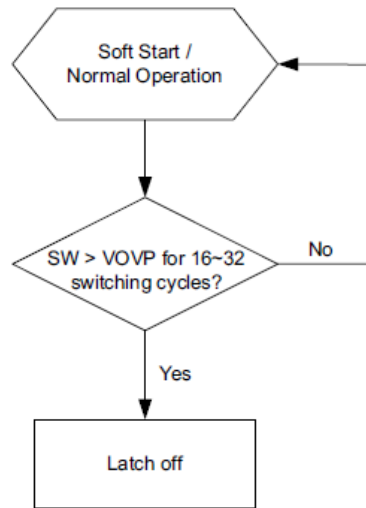 Soft Start /
Normal Operation
SW > VOVP for 16~32
switching cycles?
No
Yes
Latch off